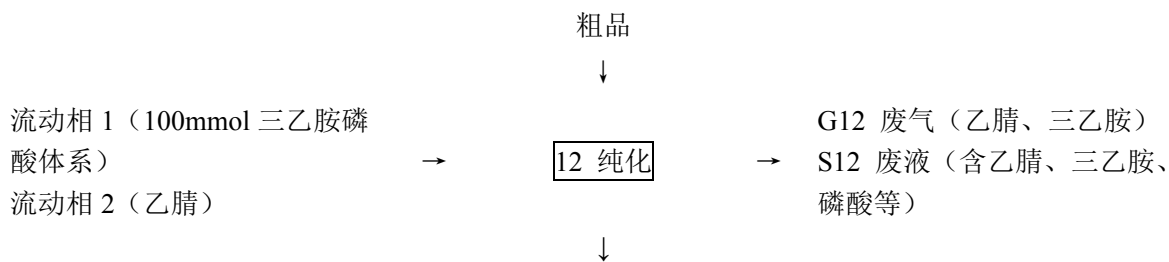 粗品
↓
流动相 1（100mmol 三乙胺磷
酸体系）
流动相 2（乙腈）
→
12 纯化
→
G12 废气（乙腈、三乙胺）
S12 废液（含乙腈、三乙胺、
磷酸等）
↓